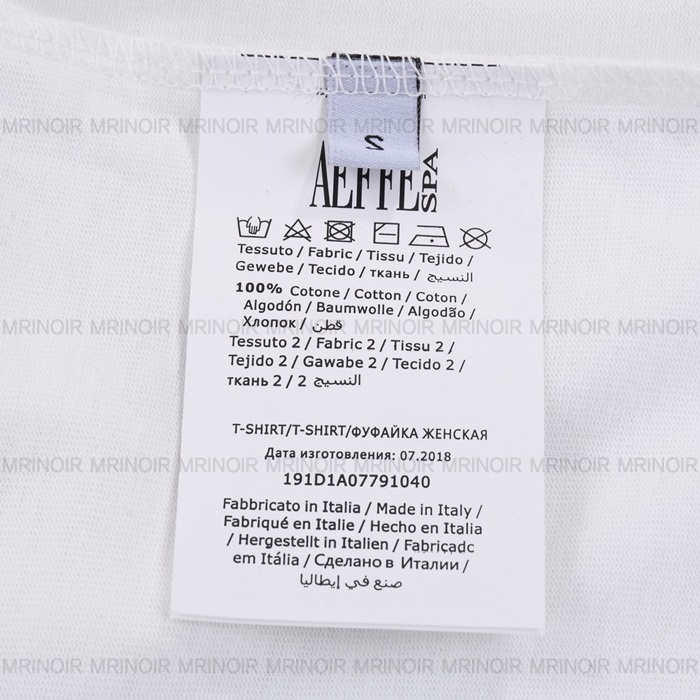 S
AEFFE SPA
Tessuto / Fabric / Tissu / Tejido /
Gewebe / Tecido / ткань / النسيج
100% Cotone / Cotton / Coton /
Algodón / Baumwolle / Algodão /
Хлопок / قطن
Tessuto 2 / Fabric 2 / Tissu 2 /
Tejido 2 / Gawabe 2 / Tecido 2 /
ткань 2 / 2 النسيج
T-SHIRT/T-SHIRT/ФУФАЙКА ЖЕНСКАЯ
Дата изготовления: 07.2018
191D1A07791040
Fabbricato in Italia / Made in Italy /
Fabriqué en Italie / Hecho en Italia
/ Hergestellt in Italien / Fabricadc
em Itália / Сделано в Италии /
صنع في إيطاليا
MRINOIR MRINOIR MRINOIR MRINOIR MRINOIR MRINOIR MRINOIR MRINOIR
MRINOIR MRINOIR MRINOIR MRINOIR MRINOIR MRINOIR MRINOIR MRINOIR
MRINOIR MRINOIR MRINOIR MRINOIR MRINOIR MRINOIR MRINOIR MRINOIR
MRINOIR MRINOIR MRINOIR MRINOIR MRINOIR MRINOIR MRINOIR MRINOIR